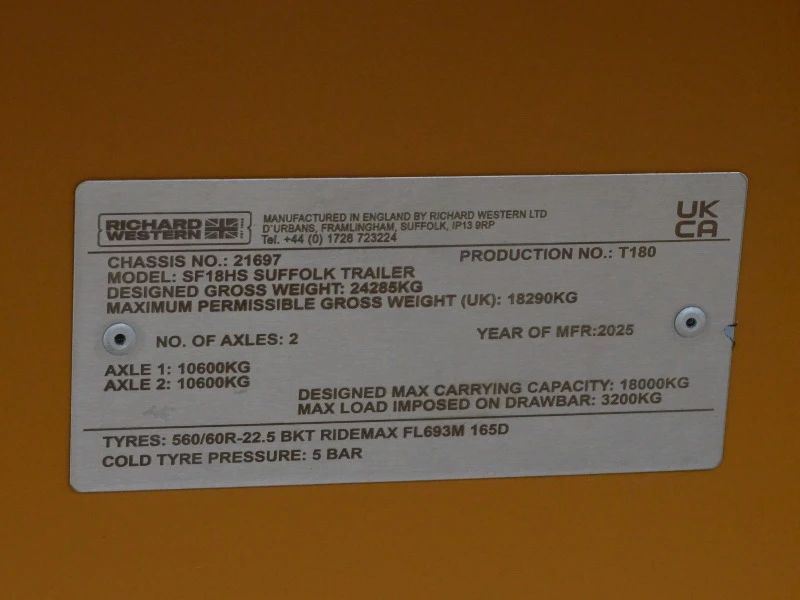 RICHARD WESTERN
MANUFACTURED IN ENGLAND BY RICHARD WESTERN LTD
D'URBANS, FRAMLINGHAM, SUFFOLK, IP13 9RP
Tel. +44 (0) 1728 723224
UK CA
CHASSIS NO.: 21697 PRODUCTION NO.: T180
MODEL: SF18HS SUFFOLK TRAILER
DESIGNED GROSS WEIGHT: 24285KG
MAXIMUM PERMISSIBLE GROSS WEIGHT (UK): 18290KG
NO. OF AXLES: 2 YEAR OF MFR:2025
AXLE 1: 10600KG
AXLE 2: 10600KG
DESIGNED MAX CARRYING CAPACITY: 18000KG
MAX LOAD IMPOSED ON DRAWBAR: 3200KG
TYRES: 560/60R-22.5 BKT RIDEMAX FL693M 165D
COLD TYRE PRESSURE: 5 BAR